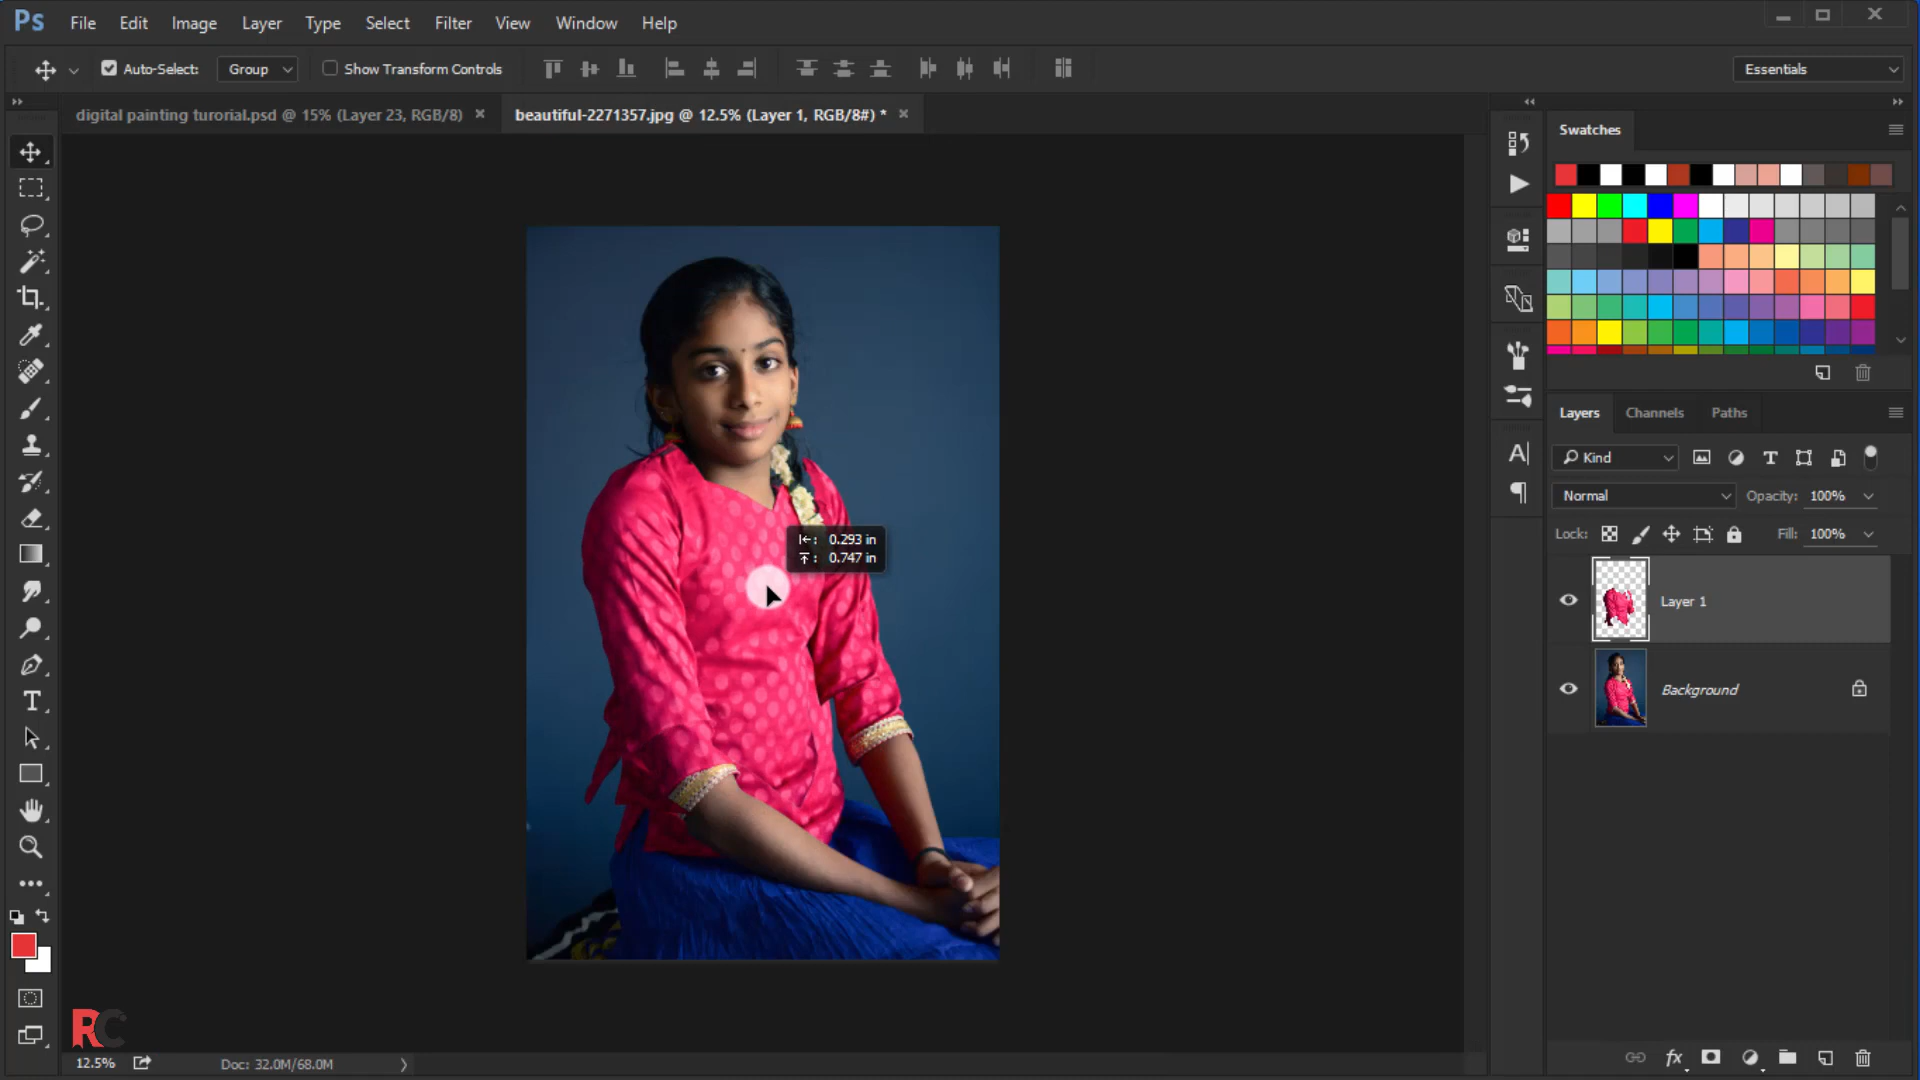 Ps File Edit Image Layer Type Select Filter View Window Help
Auto-Select: Group Show Transform Controls Essentials
digital painting turorial.psd @ 15% (Layer 23, RGB/8) × beautiful-2271357.jpg @ 12.5% (Layer 1, RGB/8#) * ×
Swatches
Layers Channels Paths
Kind
Normal Opacity: 100%
Lock: Fill: 100%
0.293 in
0.747 in
Layer 1
Background
RC
12.5% Doc: 32.0M/68.0M
fx